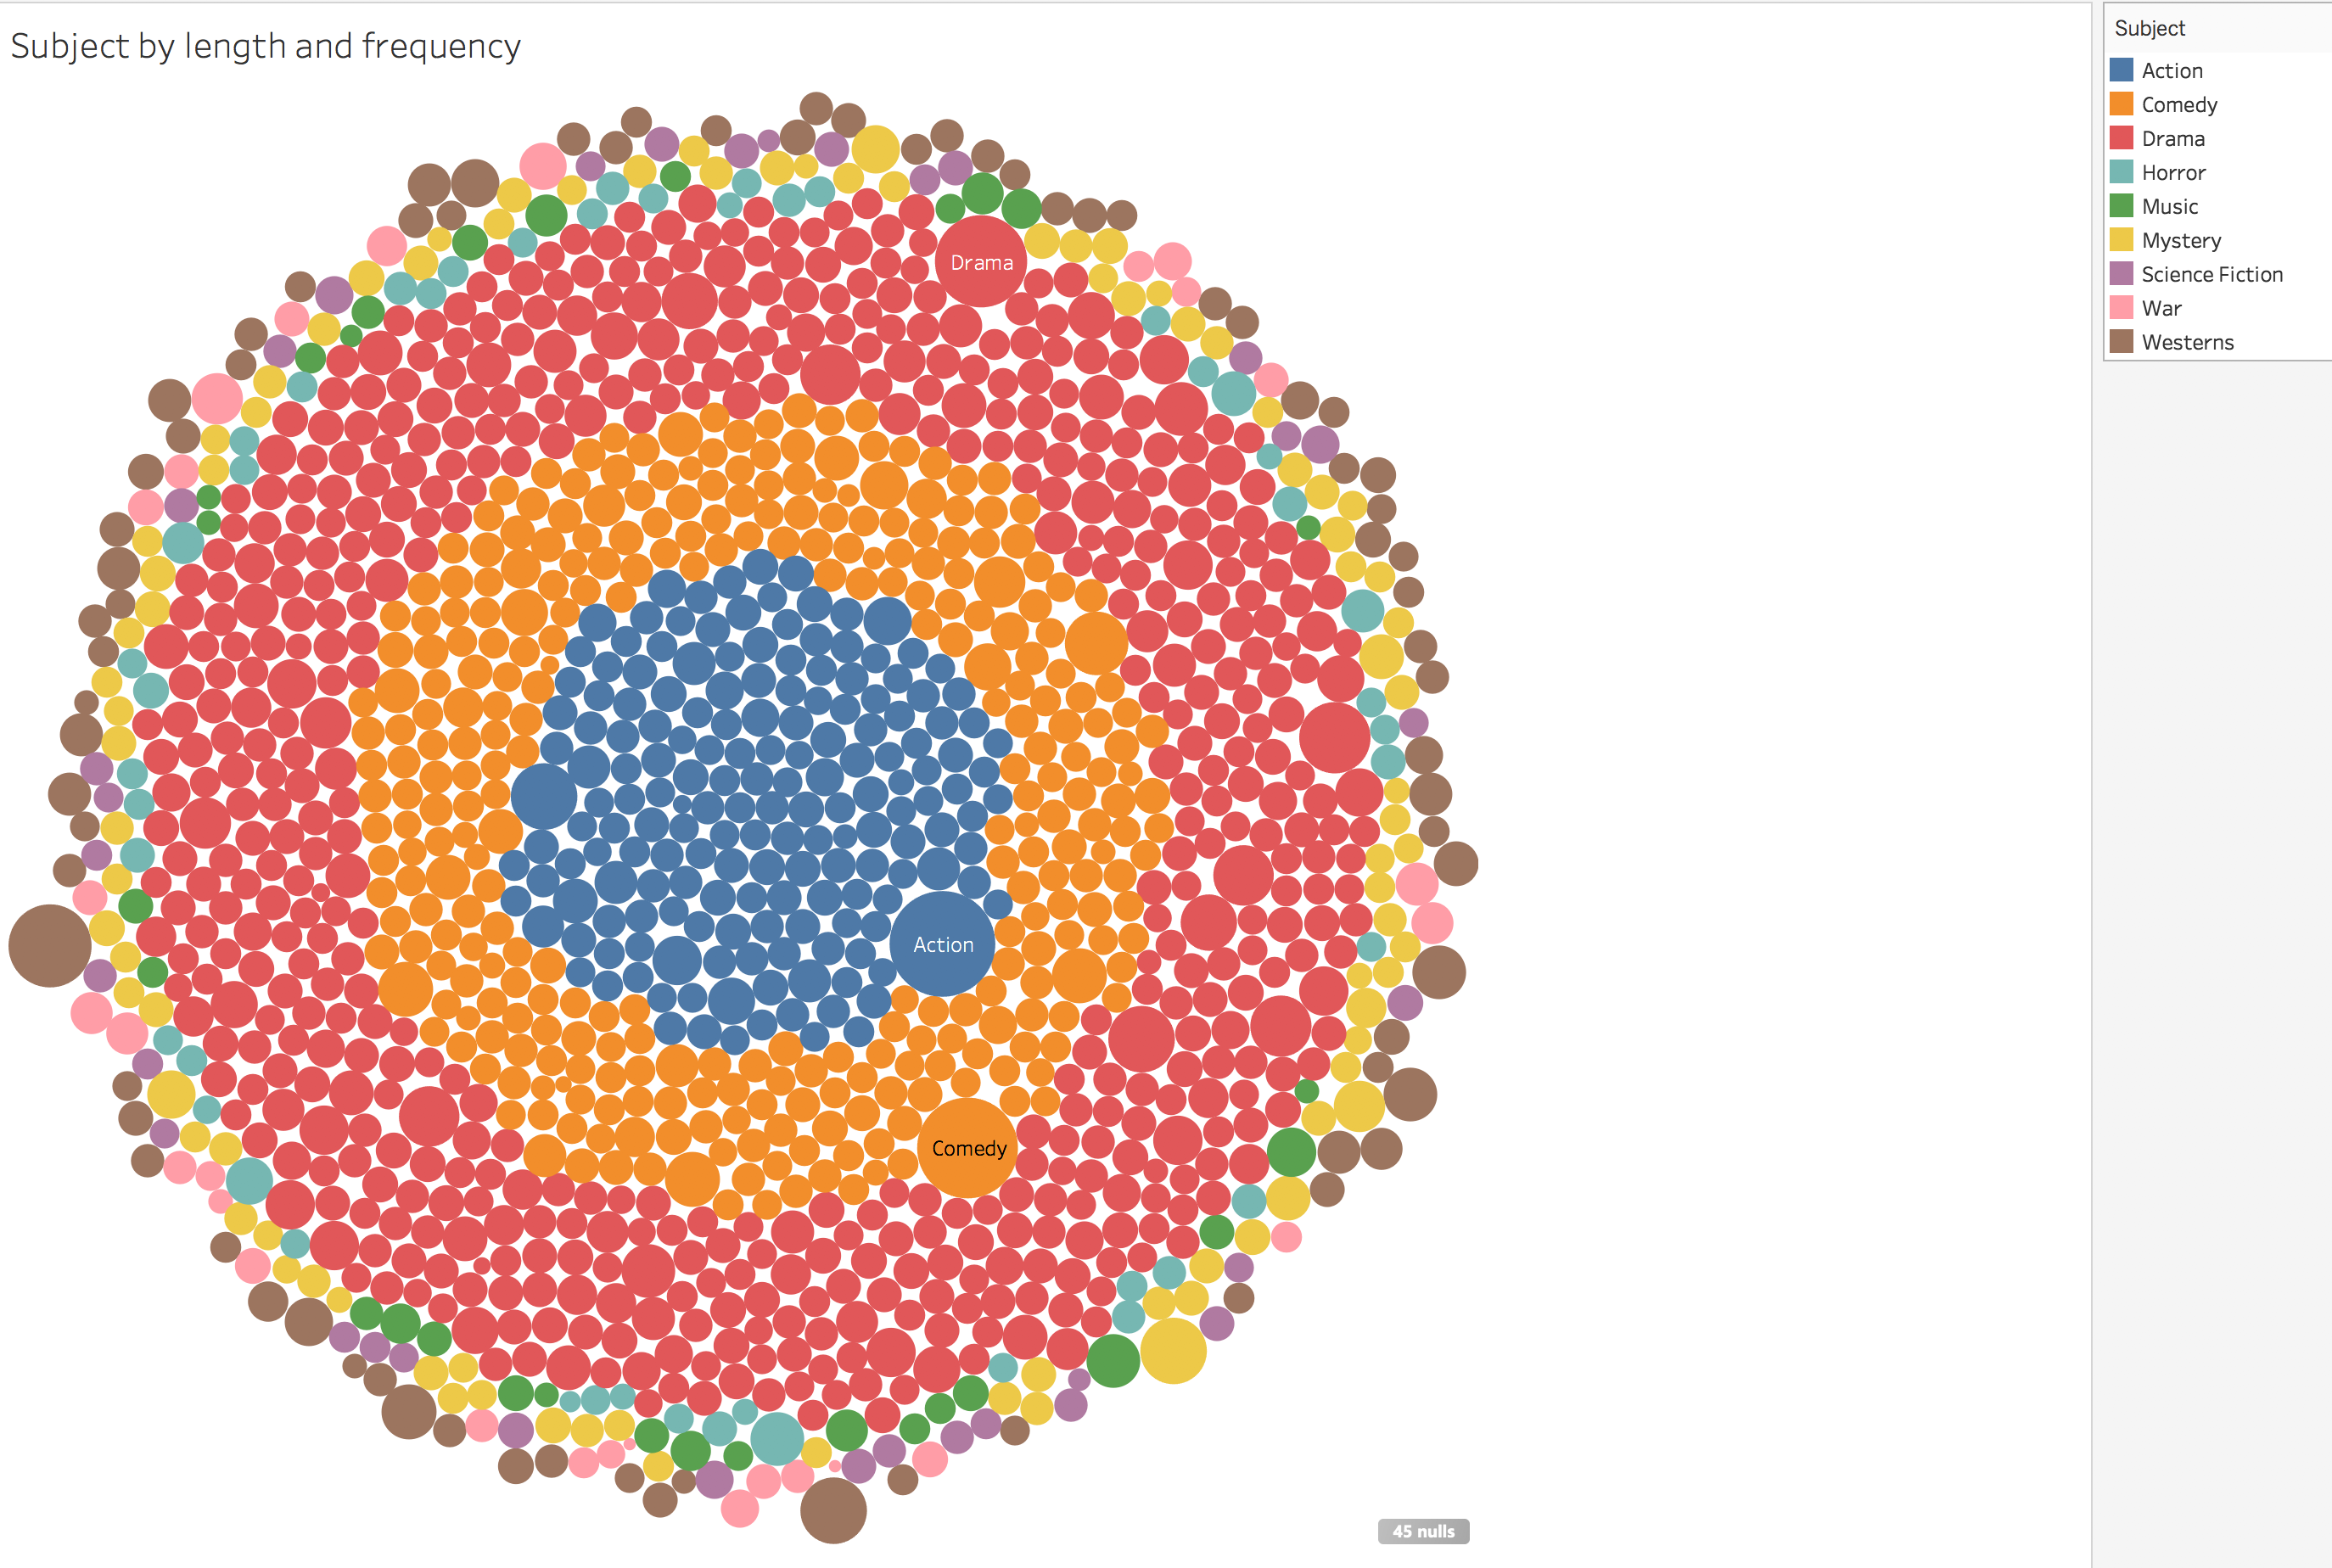 Subject by length and frequency
Subject
Action
Comedy
Drama
Horror
Music
Mystery
Science Fiction
War
Westerns
Drama
Action
Comedy
45 nulls